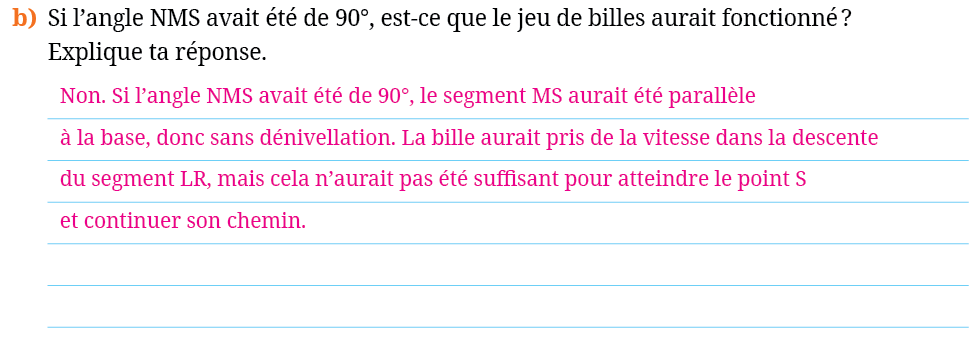 b) Si l’angle NMS avait été de 90°, est-ce que le jeu de billes aurait fonctionné ?
Explique ta réponse.
Non. Si l’angle NMS avait été de 90°, le segment MS aurait été parallèle
à la base, donc sans dénivellation. La bille aurait pris de la vitesse dans la descente
du segment LR, mais cela n’aurait pas été suffisant pour atteindre le point S
et continuer son chemin.